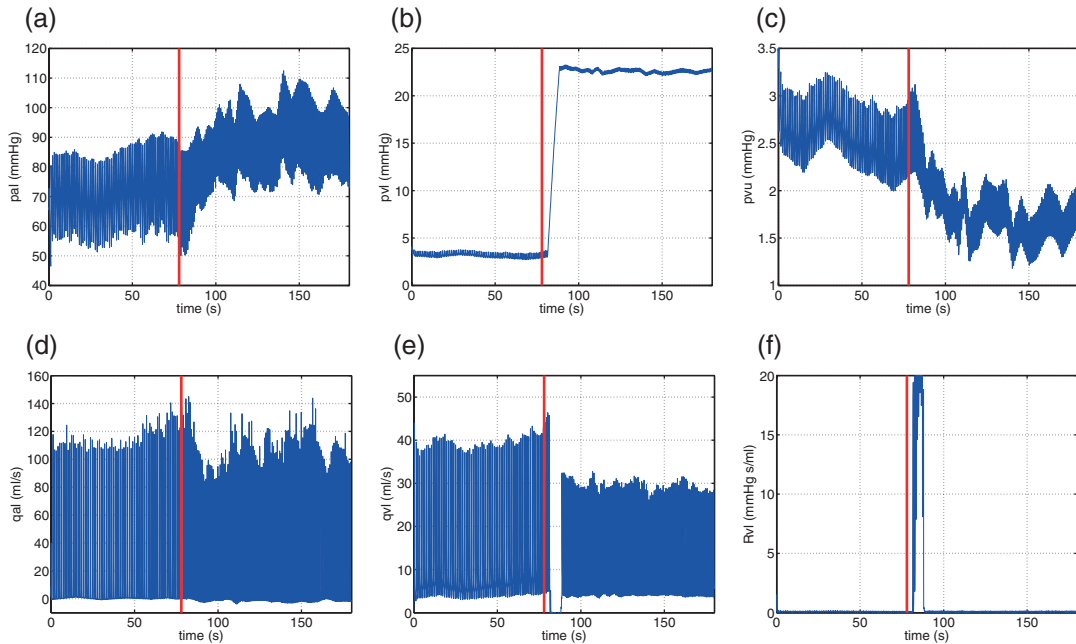 (a)
120
110
100
90
80
70
60
50
40
pal (mmHg)
0 50 100 150
time (s)
(b)
25
20
15
10
5
0
pvl (mmHg)
0 50 100 150
time (s)
(c)
3.5
3
2.5
2
1.5
1
pvu (mmHg)
0 50 100 150
time (s)
(d)
160
140
120
100
80
60
40
20
0
qal (ml/s)
0 50 100 150
time (s)
(e)
55
50
40
30
20
10
0
qvl (ml/s)
0 50 100 150
time (s)
(f)
20
15
10
5
0
Rvl (mmHg s/ml)
0 50 100 150
time (s)